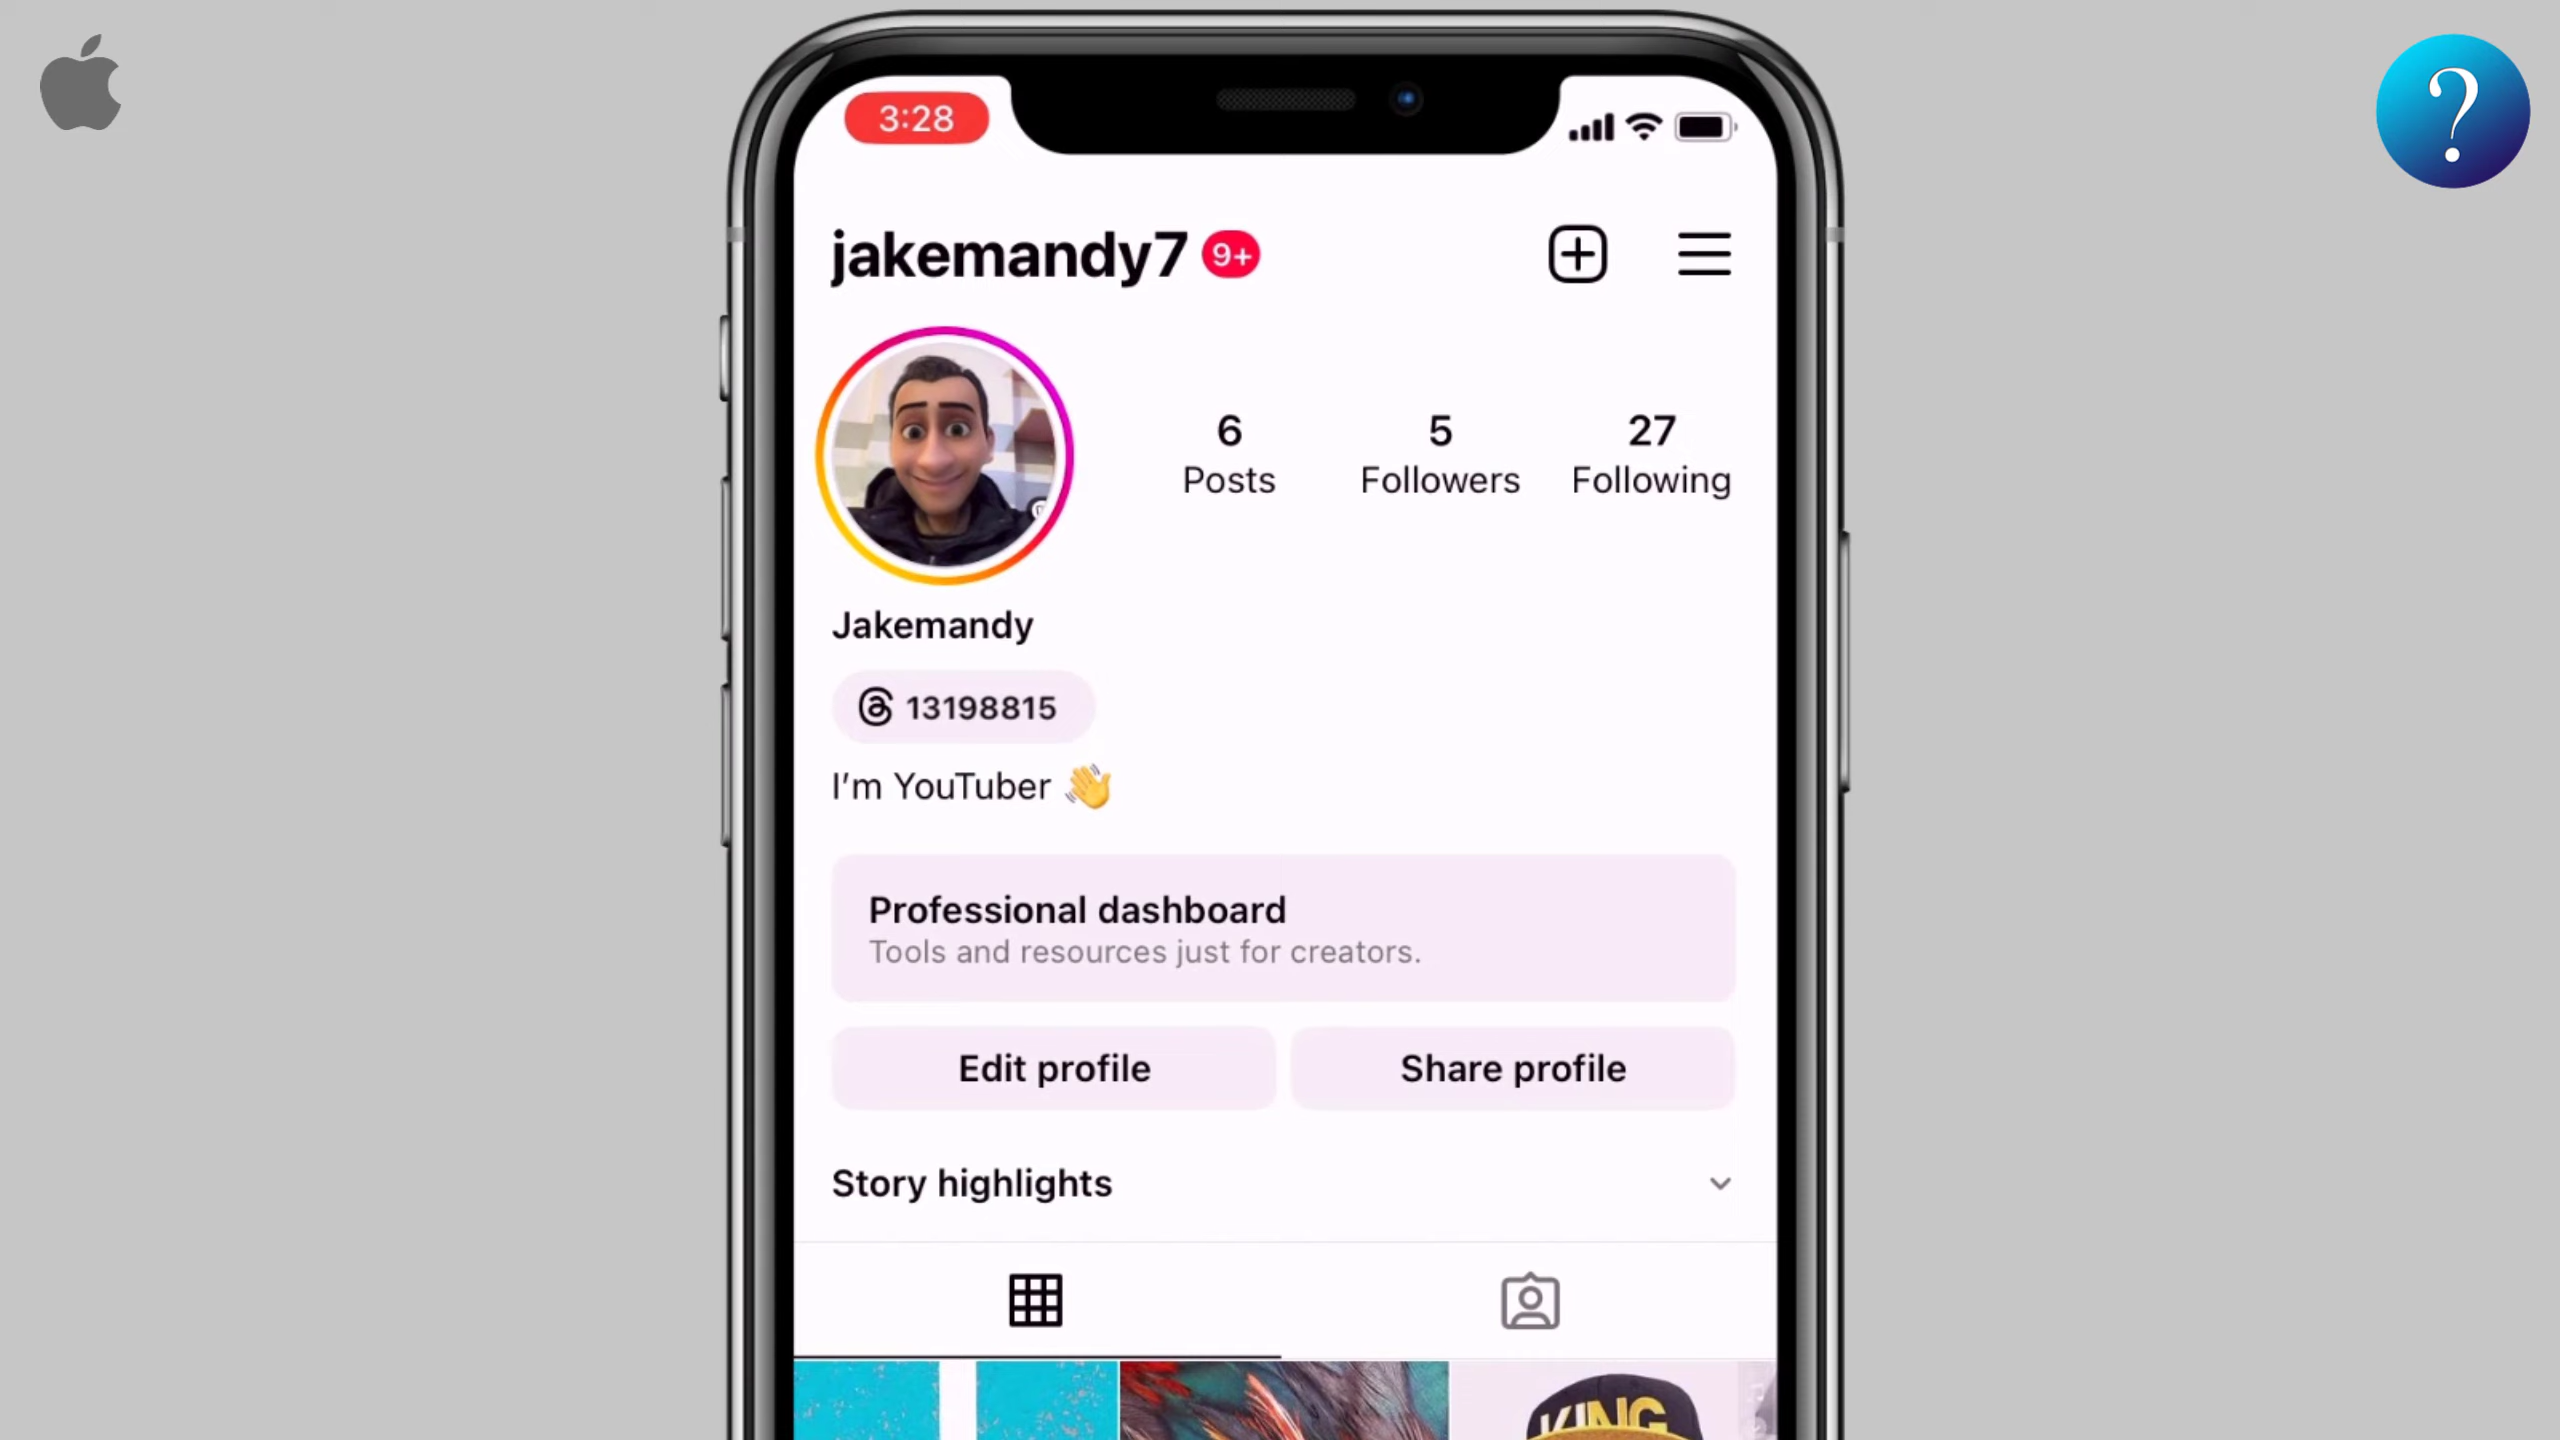 3:28
?
jakemandy7 9+
6 5 27
Posts Followers Following
Jakemandy
13198815
I’m YouTuber 👋
Professional dashboard
Tools and resources just for creators.
Edit profile Share profile
Story highlights
KING